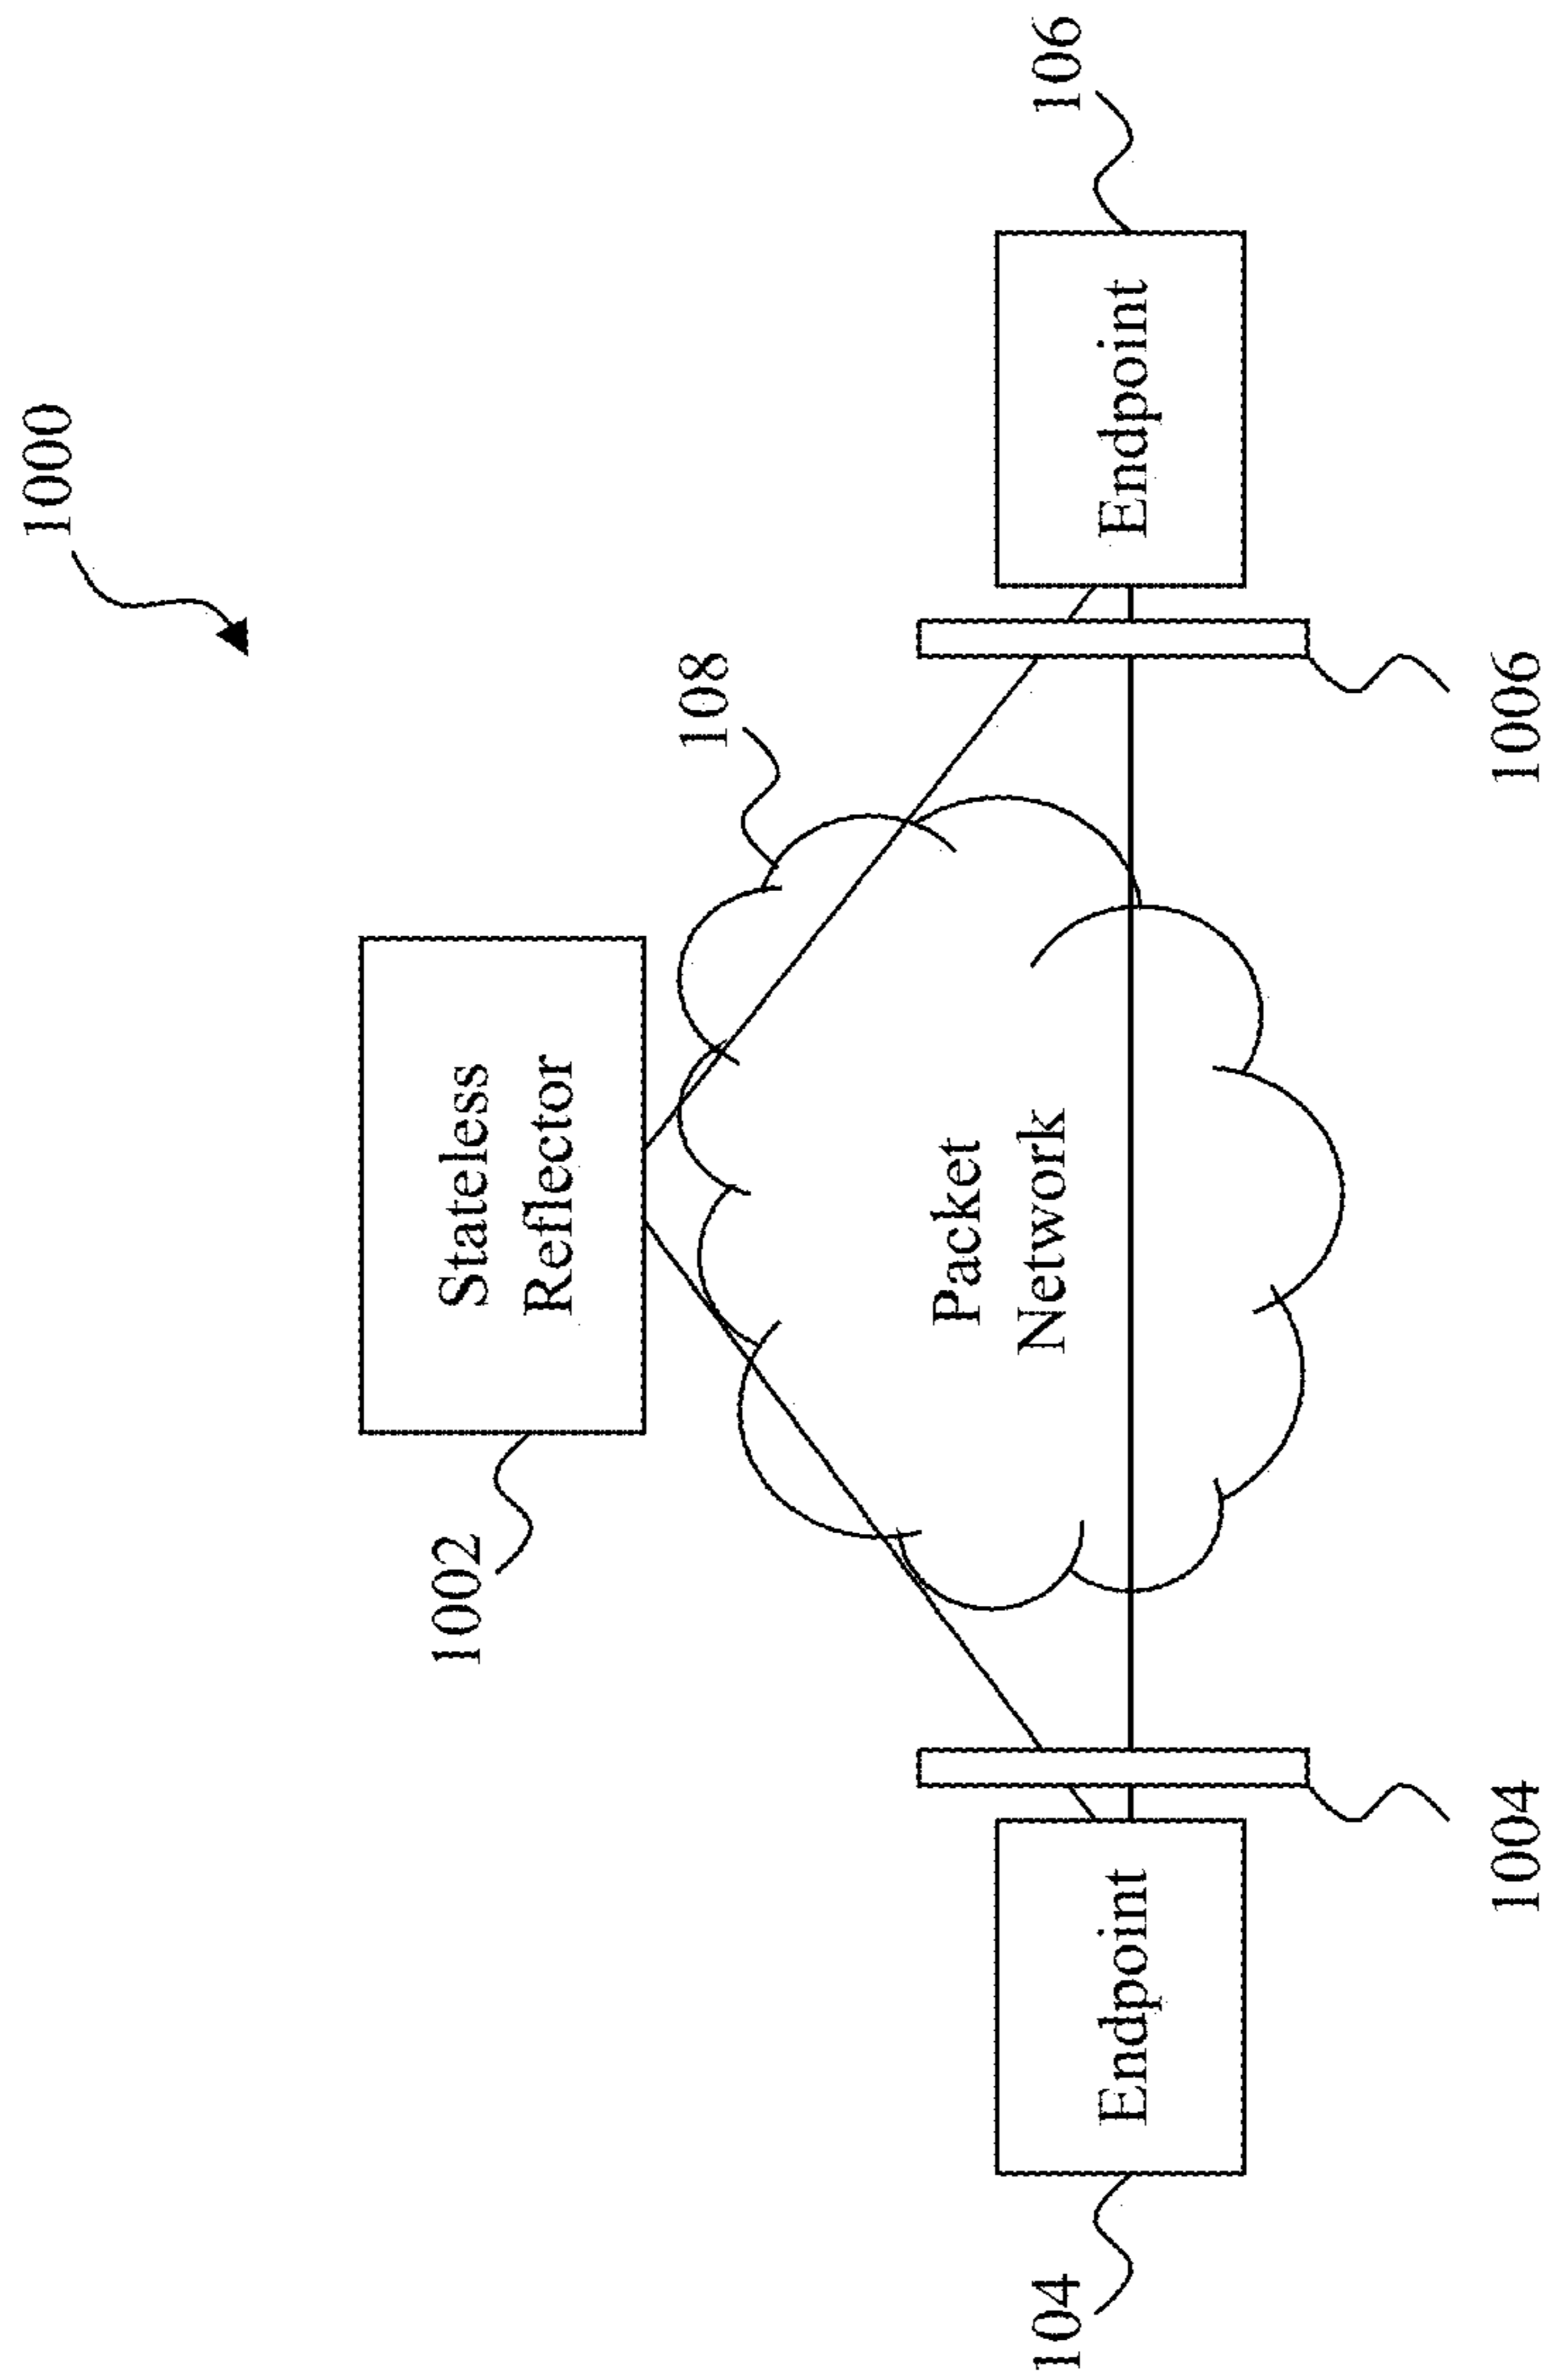 1000
Stateless
Reflector
1002
108
Packet
Network
104
Endpoint
1004
1006
Endpoint
106